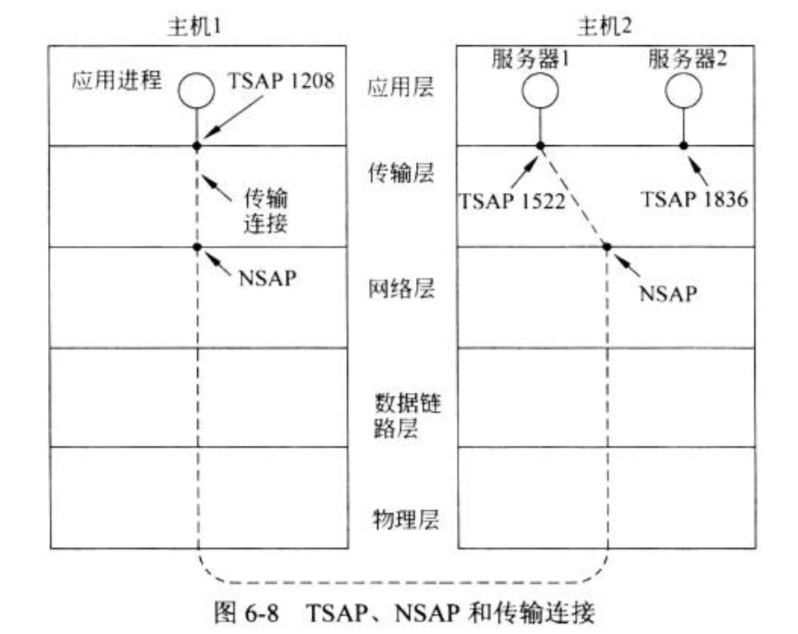 主机1
主机2
应用进程
TSAP 1208
应用层
服务器1
服务器2
传输层
传输
连接
TSAP 1522
TSAP 1836
NSAP
网络层
NSAP
数据链
路层
物理层
图 6-8 TSAP、NSAP 和传输连接